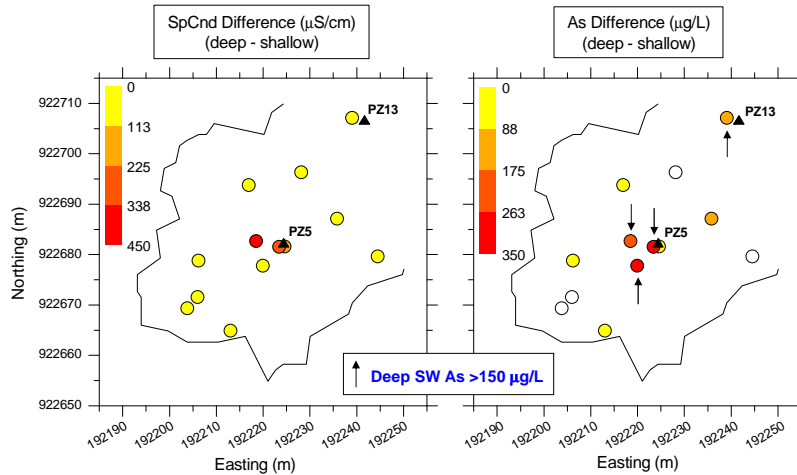 SpCnd Difference (µS/cm)
(deep - shallow)
As Difference (µg/L)
(deep - shallow)
922710
922700
922690
922680
922670
922660
922650
Northing (m)
0
113
225
338
450
PZ13
PZ5
192190
192200
192210
192220
192230
192240
192250
Easting (m)
0
88
175
263
350
PZ13
PZ5
192190
192200
192210
192220
192230
192240
192250
Easting (m)
Deep SW As >150 µg/L